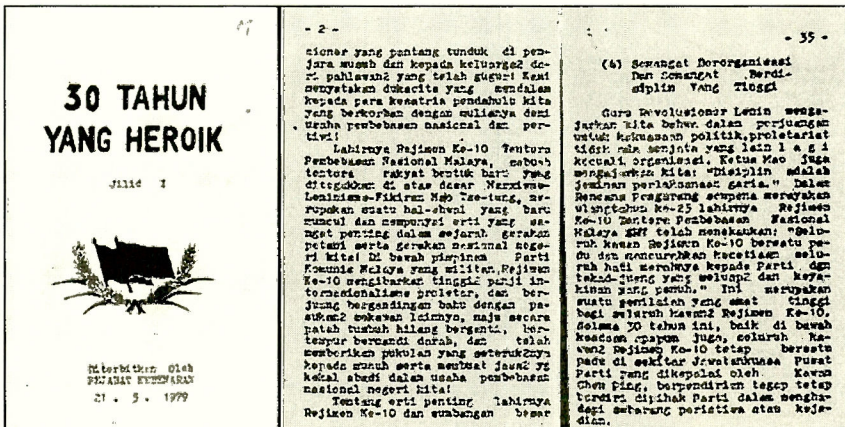 30 TAHUN
YANG HEROIK
Jilid I
Diterbitkan Oleh
PEJABAT KEBENARAN
21 . 5 . 1979
- 2 -
sioner yang pantang tunduk di pen-
jara musuh dan kepada keluarga2 da-
ri pahlawan2 yang telah gugur! Kami
menyatakan dukacita yang mendalam
kepada para kesatria pendahulu kita
yang berkorban dengan mulianya demi
usaha pembebasan nasional dan per-
tiwi!
Lahirnya Rejimen Ke-10 Tentera
Pembebasan Nasional Malaya, sebuah
tentera rakyat bentuk baru yang
ditegakkan di atas dasar Marxisme-
Leninisme-Fikiran Mao Tse-tung, me-
rupakan suatu hal-ehwal yang baru
muncul dan mempunyai erti yang sa-
ngat penting dalam sejarah gerakan
petani serta gerakan nasional nege-
ri kita! Di bawah pimpinan Parti
Komunis Malaya yang militan, Rejimen
Ke-10 mengibarkan tinggi2 panji in-
ternasionalisme proletar, dan ber-
juang bergandingan bahu dengan pa-
sukan2 sekawan lainnya, maju secara
patah tumbuh hilang berganti, ber-
tempur bermandi darah, dan telah
memberikan pukulan yang seteruk2nya
kepada musuh serta membuat jasa2 yg
kekal abadi dalam usaha pembebasan
nasional negeri kita!
Tentang erti penting lahirnya
Rejimen Ke-10 dan sumbangan besar
- 35 -
(4) Semangat Berorganisasi
Dan Semangat Berdi-
siplin Yang Tinggi
Guru Revolusioner Lenin menga-
jarkan kita bahwa dalam perjuangan
untuk kekuasaan politik, proletariat
tidak ada senjata yang lain l a g i
kecuali organisasi. Ketua Mao juga
mengajarkan kita: "Disiplin adalah
jaminan perlaksanaan garis." Dalam
Rencana Pengarang sempena merayakan
ulangtahun ke-25 lahirnya Rejimen
Ke-10 Tentera Pembebasan Nasional
Malaya telah menekankan: "Selu-
ruh kawan Rejimen Ke-10 bersatu pa-
du dan mencurahkan kesetiaan selu-
ruh hati merahnya kepada Parti dgn
tekad-juang yang meluap2 dan keya-
kinan yang penuh." Ini merupakan
suatu penilaian yang amat tinggi
bagi seluruh kawan2 Rejimen Ke-10.
Selama 30 tahun ini, baik di bawah
keadaan apapun juga, seluruh ka-
wan2 Rejimen Ke-10 tetap bersatu
padu di sekitar Jawatankuasa Pusat
Parti yang dikepalai oleh Kawan
Chen Ping, berpendirian tegap tetap
berdiri dipihak Parti dalam mengha-
dapi sebarang peristiwa atau keja-
dian.